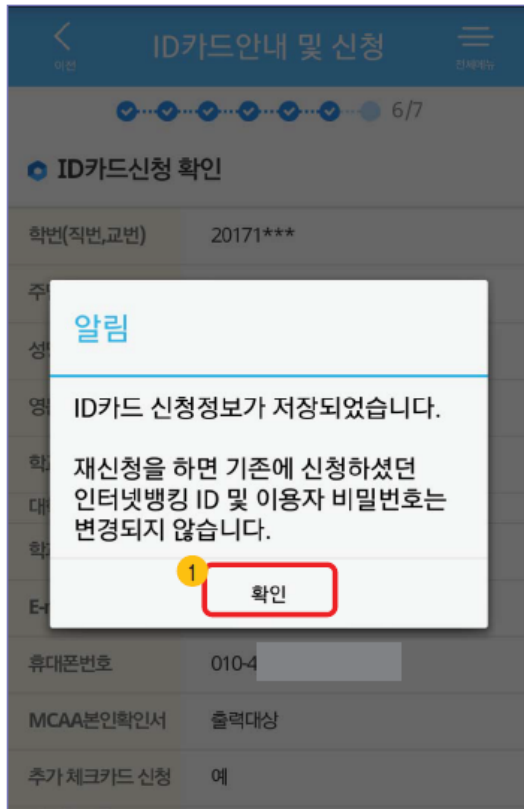 ID카드안내 및 신청
이전
전체메뉴
6/7
ID카드신청 확인
학번(직번,교번) 20171***
알림
ID카드 신청정보가 저장되었습니다.
재신청을 하면 기존에 신청하셨던
인터넷뱅킹 ID 및 이용자 비밀번호는
변경되지 않습니다.
1
확인
휴대폰번호 010-4
MCAA본인확인서 출력대상
추가 체크카드 신청 예